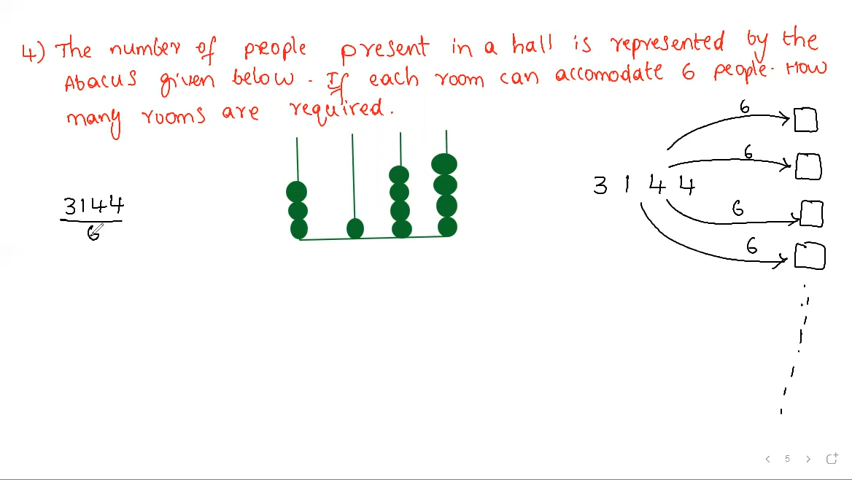 4) The number of people present in a hall is represented by the
Abacus given below. If each room can accomodate 6 people. How
many rooms are required.
3144
6
3 1 4 4
6
6
6
6
5